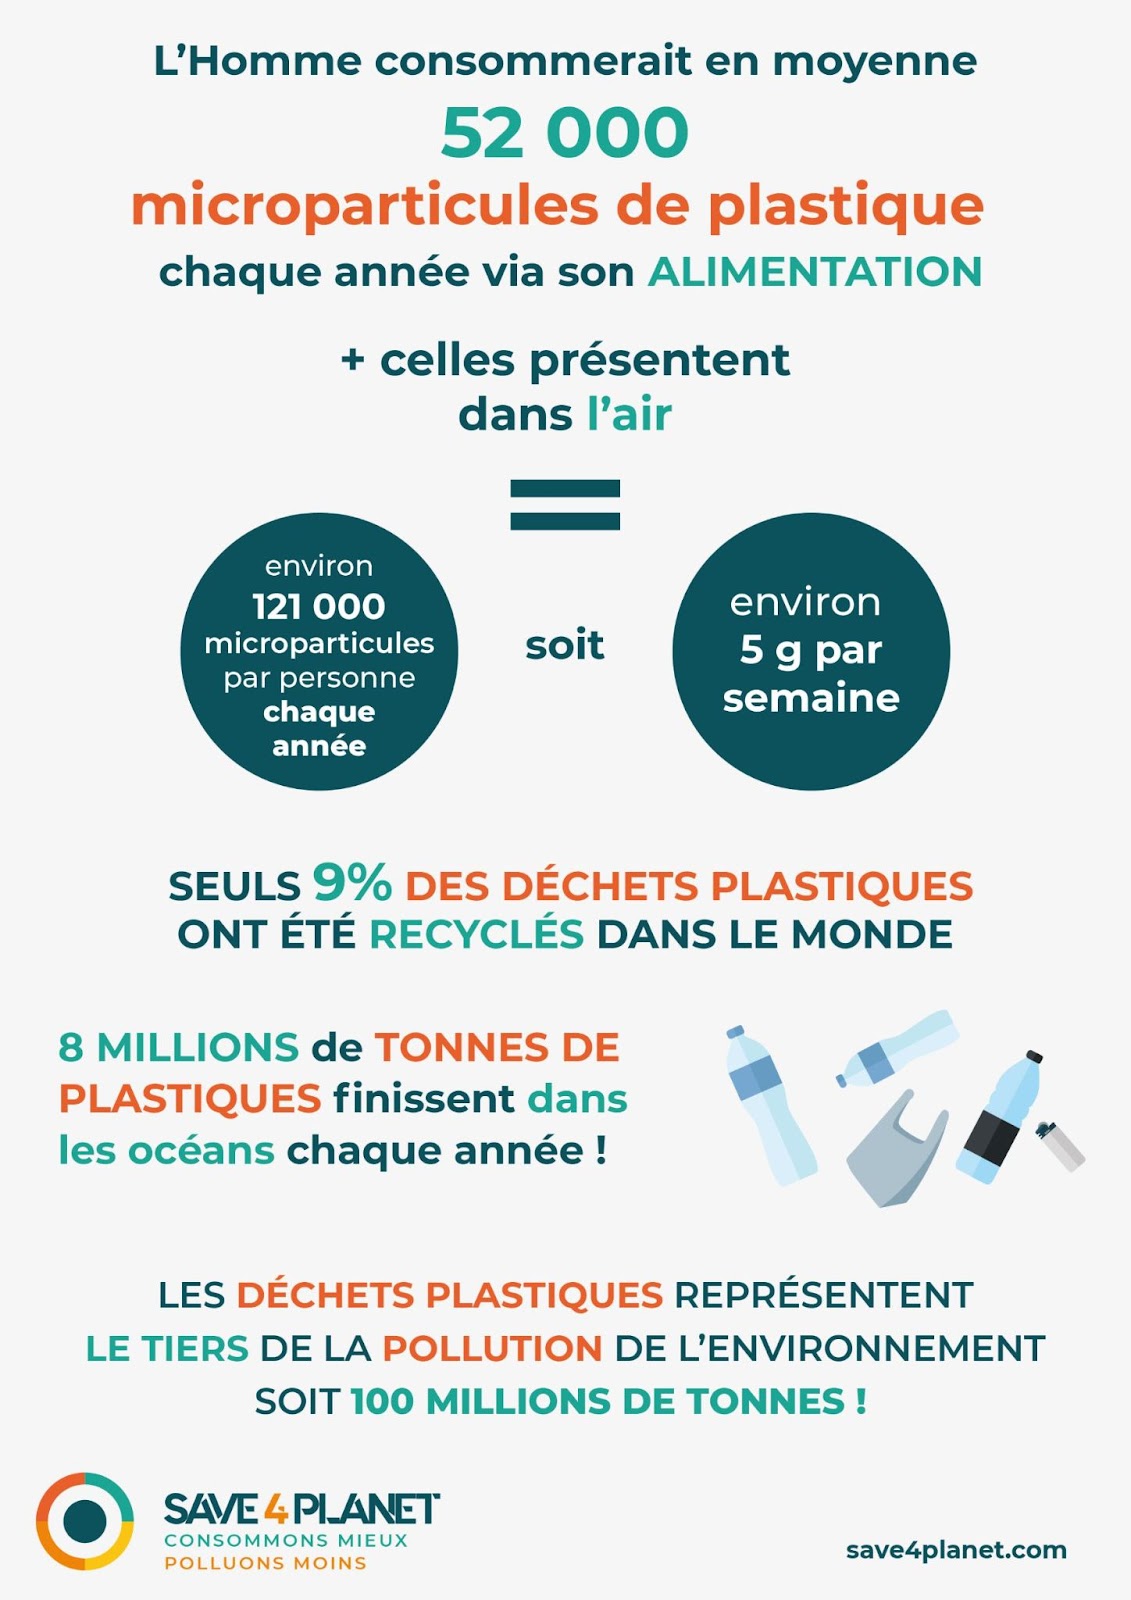 L'Homme consommerait en moyenne
52 000
microparticules de plastique
chaque année via son ALIMENTATION
+ celles présentent
dans l'air
environ
121 000
microparticules
par personne
chaque
année
soit
environ
5 g par
semaine
SEULS 9% DES DÉCHETS PLASTIQUES
ONT ÉTÉ RECYCLÉS DANS LE MONDE
8 MILLIONS de TONNES DE
PLASTIQUES finissent dans
les océans chaque année !
LES DÉCHETS PLASTIQUES REPRÉSENTENT
LE TIERS DE LA POLLUTION DE L'ENVIRONNEMENT
SOIT 100 MILLIONS DE TONNES !
SAVE 4 PLANET
CONSOMMONS MIEUX
POLLUONS MOINS
save4planet.com